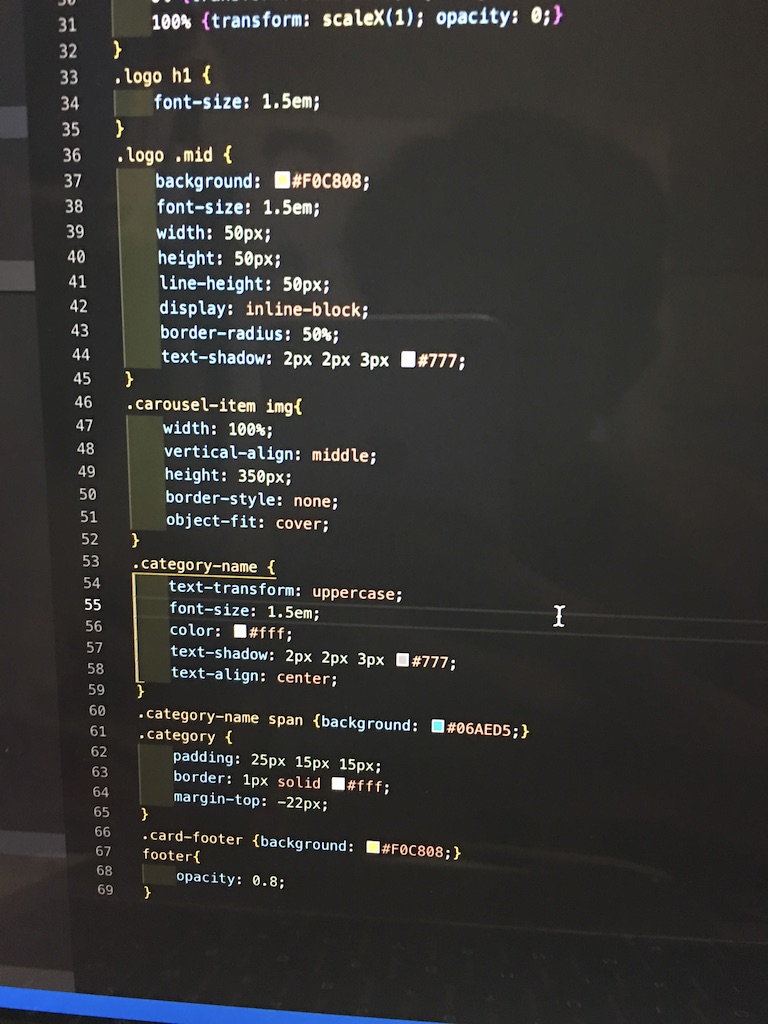 30
31 100% {transform: scaleX(1); opacity: 0;}
32 }
33 .logo h1 {
34 font-size: 1.5em;
35 }
36 .logo .mid {
37 background: #F0C808;
38 font-size: 1.5em;
39 width: 50px;
40 height: 50px;
41 line-height: 50px;
42 display: inline-block;
43 border-radius: 50%;
44 text-shadow: 2px 2px 3px #777;
45 }
46 .carousel-item img{
47 width: 100%;
48 vertical-align: middle;
49 height: 350px;
50 border-style: none;
51 object-fit: cover;
52 }
53 .category-name {
54 text-transform: uppercase;
55 font-size: 1.5em;
56 color: #fff;
57 text-shadow: 2px 2px 3px #777;
58 text-align: center;
59 }
60 .category-name span {background: #06AED5;}
61 .category {
62 padding: 25px 15px 15px;
63 border: 1px solid #fff;
64 margin-top: -22px;
65 }
66 .card-footer {background: #F0C808;}
67 footer{
68 opacity: 0.8;
69 }